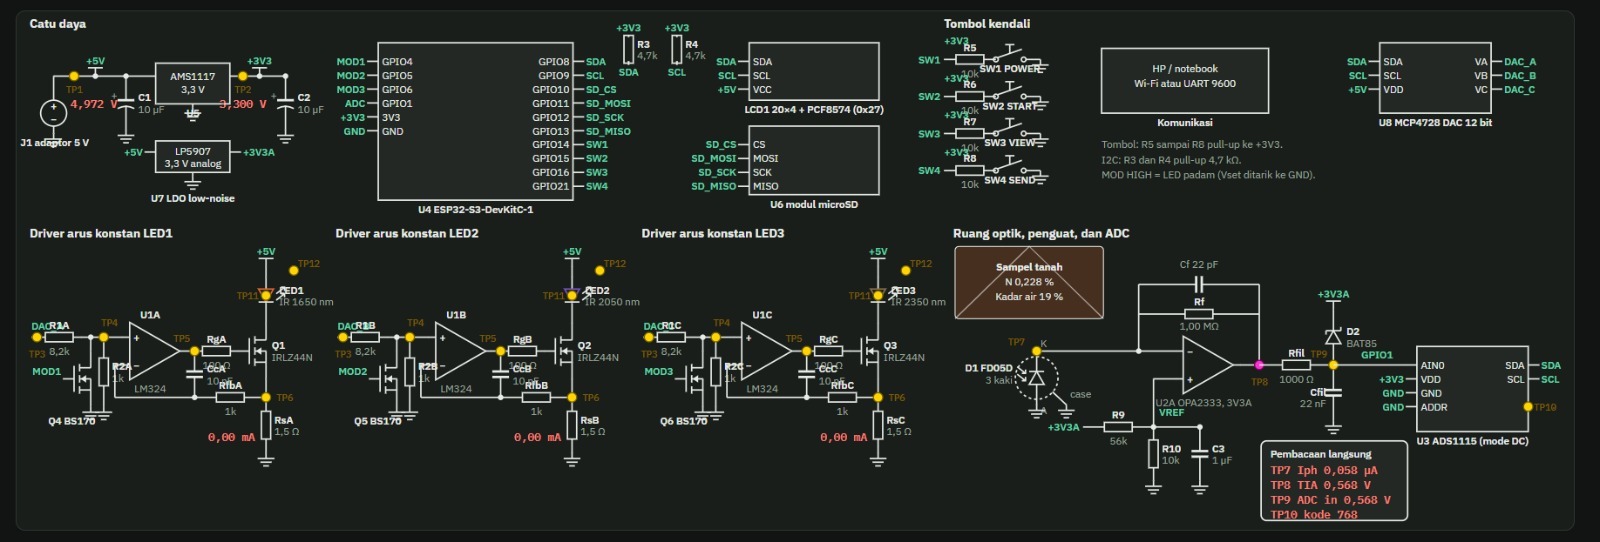 Catu daya
+5V
+3V3
TP1
4,972 V
C1
10 µF
AMS1117
3,3 V
U5
TP2
3,300 V
C2
10 µF
J1 adaptor 5 V
+5V
LP5907
3,3 V analog
+3V3A
U7 LDO low-noise
MOD1 GPIO4
MOD2 GPIO5
MOD3 GPIO6
ADC GPIO1
+3V3 3V3
GND GND
GPIO8 SDA
GPIO9 SCL
GPIO10 SD_CS
GPIO11 SD_MOSI
GPIO12 SD_SCK
GPIO13 SD_MISO
GPIO14 SW1
GPIO15 SW2
GPIO16 SW3
GPIO21 SW4
U4 ESP32-S3-DevKitC-1
+3V3
R3
4,7k
SDA
+3V3
R4
4,7k
SCL
SDA SDA
SCL SCL
+5V VCC
LCD1 20×4 + PCF8574 (0x27)
SD_CS CS
SD_MOSI MOSI
SD_SCK SCK
SD_MISO MISO
U6 modul microSD
Tombol kendali
+3V3
R5
SW1
10k
SW1 POWER
+3V3
R6
SW2
10k
SW2 START
+3V3
R7
SW3
10k
SW3 VIEW
+3V3
R8
SW4
10k
SW4 SEND
HP / notebook
Wi-Fi atau UART 9600
Komunikasi
Tombol: R5 sampai R8 pull-up ke +3V3.
I2C: R3 dan R4 pull-up 4,7 kΩ.
MOD HIGH = LED padam (Vset ditarik ke GND).
SDA SDA
SCL SCL
+5V VDD
VA DAC_A
VB DAC_B
VC DAC_C
U8 MCP4728 DAC 12 bit
Driver arus konstan LED1
+5V
TP12
TP11
LED1
IR 1650 nm
R1A
TP3
8,2k
TP4
U1A
TP5
RgA
Q1
IRLZ44N
MOD1
R2A
1k
LM324
CcA
RfbA
1k
TP6
Q4 BS170
0,00 mA
RsA
1,5 Ω
Driver arus konstan LED2
+5V
TP12
TP11
LED2
IR 2050 nm
R1B
TP3
8,2k
TP4
U1B
TP5
RgB
Q2
IRLZ44N
MOD2
R2B
1k
LM324
CcB
RfbB
1k
TP6
Q5 BS170
0,00 mA
RsB
1,5 Ω
Driver arus konstan LED3
+5V
TP12
TP11
LED3
IR 2350 nm
R1C
TP3
8,2k
TP4
U1C
TP5
RgC
Q3
IRLZ44N
MOD3
R2C
1k
LM324
CcC
RfbC
1k
TP6
Q6 BS170
0,00 mA
RsC
1,5 Ω
Ruang optik, penguat, dan ADC
Sampel tanah
N 0,228 %
Kadar air 19 %
TP7
K
D1 FD05D
3 kaki
A
case
Cf 22 pF
Rf
1,00 MΩ
U2A OPA2333, 3V3A
VREF
+3V3A
R9
56k
R10
10k
C3
1 µF
TP8
Rfil
1000 Ω
TP9
+3V3A
D2
BAT85
GPIO1
Cfil
22 nF
AIN0
+3V3 VDD
GND GND
GND ADDR
SDA SDA
SCL SCL
TP10
U3 ADS1115 (mode DC)
Pembacaan langsung
TP7 Iph 0,058 µA
TP8 TIA 0,568 V
TP9 ADC in 0,568 V
TP10 kode 768